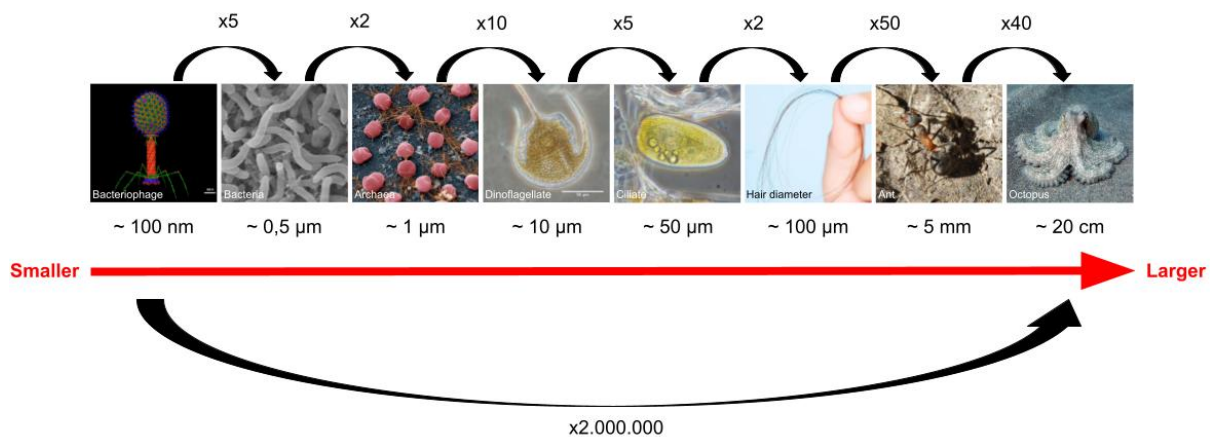 x5 x2 x10 x5 x2 x50 x40
Bacteriophage Bacteria Archaea Dinoflagellate Ciliate Hair diameter Ant Octopus
~ 100 nm ~ 0,5 µm ~ 1 µm ~ 10 µm ~ 50 µm ~ 100 µm ~ 5 mm ~ 20 cm
Smaller Larger
x2.000.000